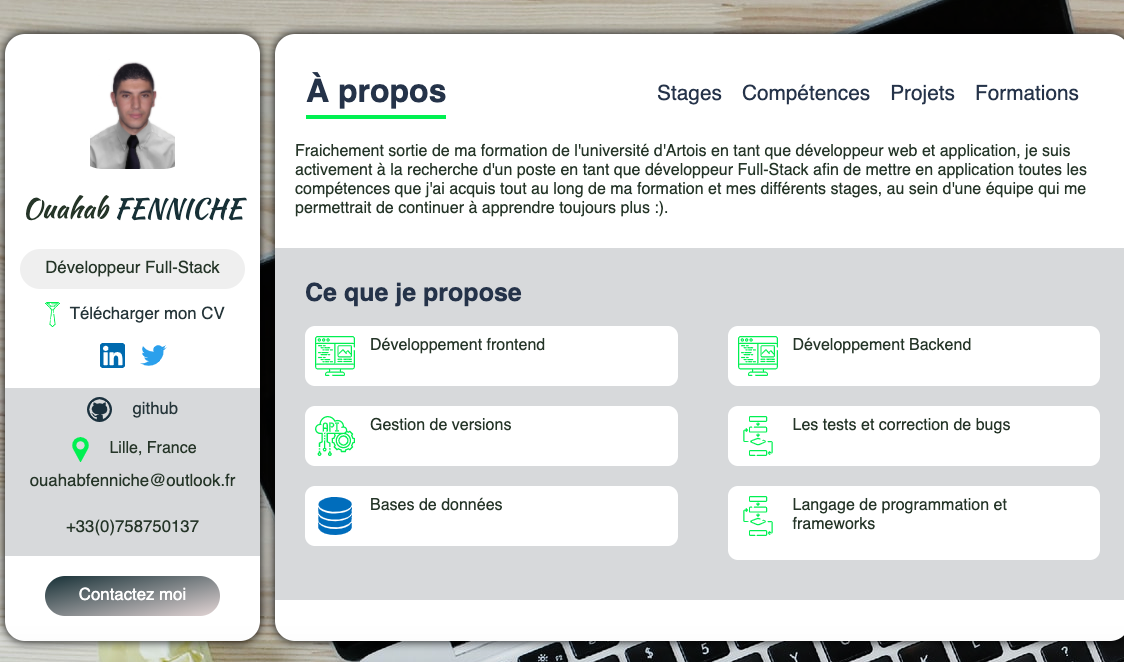 Ouahab FENNICHE
Développeur Full-Stack
Télécharger mon CV
in
github
Lille, France
ouahabfenniche@outlook.fr
+33(0)758750137
Contactez moi
À propos
Stages Compétences Projets Formations
Fraichement sortie de ma formation de l'université d'Artois en tant que développeur web et application, je suis
activement à la recherche d'un poste en tant que développeur Full-Stack afin de mettre en application toutes les
compétences que j'ai acquis tout au long de ma formation et mes différents stages, au sein d'une équipe qui me
permettrait de continuer à apprendre toujours plus :).
Ce que je propose
Développement frontend
Développement Backend
API
Gestion de versions
Les tests et correction de bugs
Bases de données
Langage de programmation et
frameworks